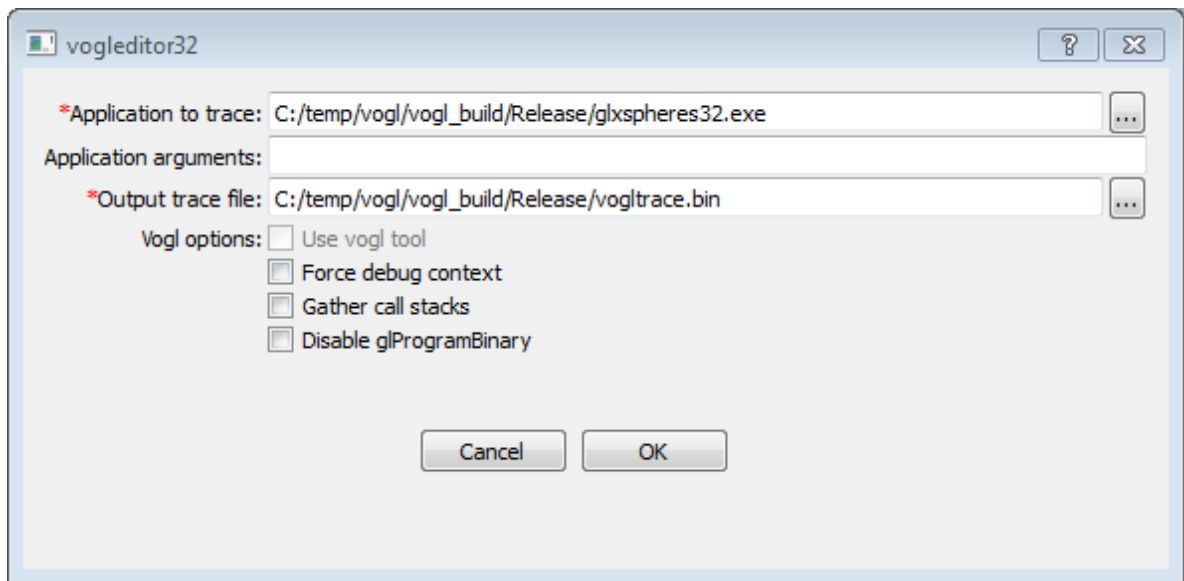 vogleditor32
*Application to trace: C:/temp/vogl/vogl_build/Release/glxspheres32.exe ...
Application arguments:
*Output trace file: C:/temp/vogl/vogl_build/Release/vogltrace.bin ...
Vogl options: Use vogl tool
Force debug context
Gather call stacks
Disable glProgramBinary
Cancel OK